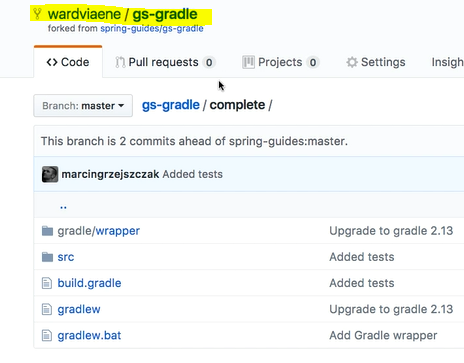 wardviaene / gs-gradle
forked from spring-guides/gs-gradle
Code Pull requests 0 Projects 0 Settings Insigh
Branch: master gs-gradle / complete /
This branch is 2 commits ahead of spring-guides:master.
marcingrzejszczak Added tests
..
gradle/wrapper Upgrade to gradle 2.13
src Added tests
build.gradle Added tests
gradlew Upgrade to gradle 2.13
gradlew.bat Add Gradle wrapper